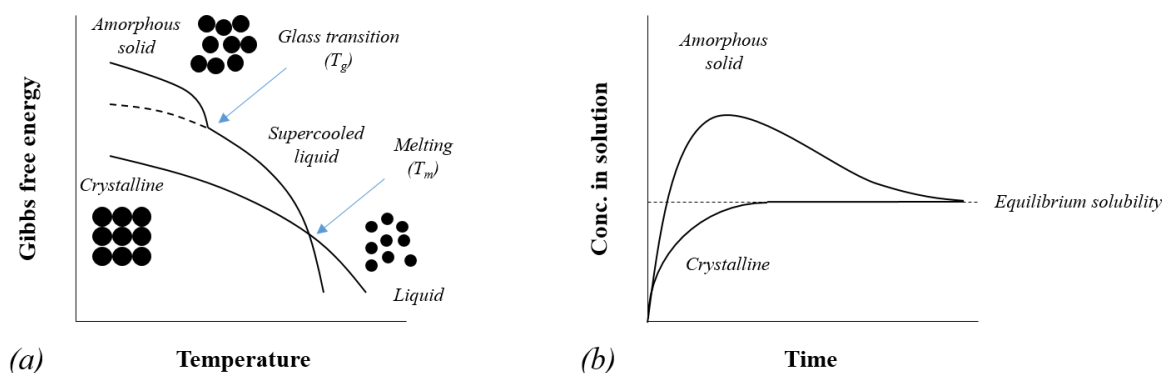 Amorphous
solid
Glass transition
(Tg)
Supercooled
liquid
Melting
(Tm)
Crystalline
Liquid
Gibbs free energy
Temperature
(a)
Amorphous
solid
Equilibrium solubility
Crystalline
Conc. in solution
Time
(b)